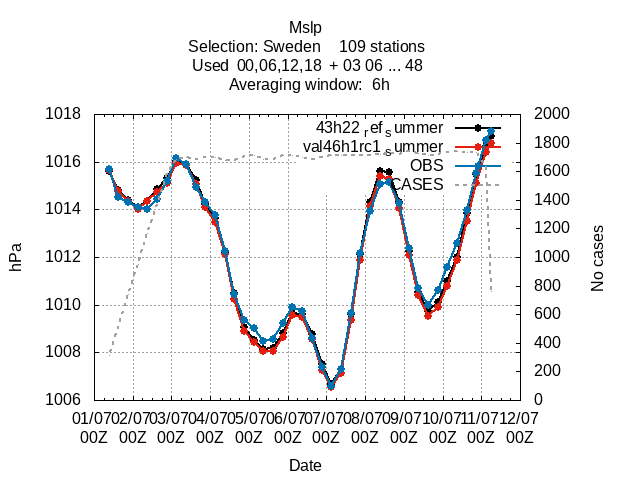 Mslp
Selection: Sweden    109 stations
Used  00,06,12,18  + 03 06 ... 48
Averaging window:  6h
1018
1016
1014
1012
1010
1008
1006
hPa
43h22refsummer
val46h1rc1summer
OBS
CASES
2000
1800
1600
1400
1200
1000
800
600
400
200
0
No cases
01/07 02/07 03/07 04/07 05/07 06/07 07/07 08/07 09/07 10/07 11/07 12/07
00Z 00Z 00Z 00Z 00Z 00Z 00Z 00Z 00Z 00Z 00Z 00Z
Date